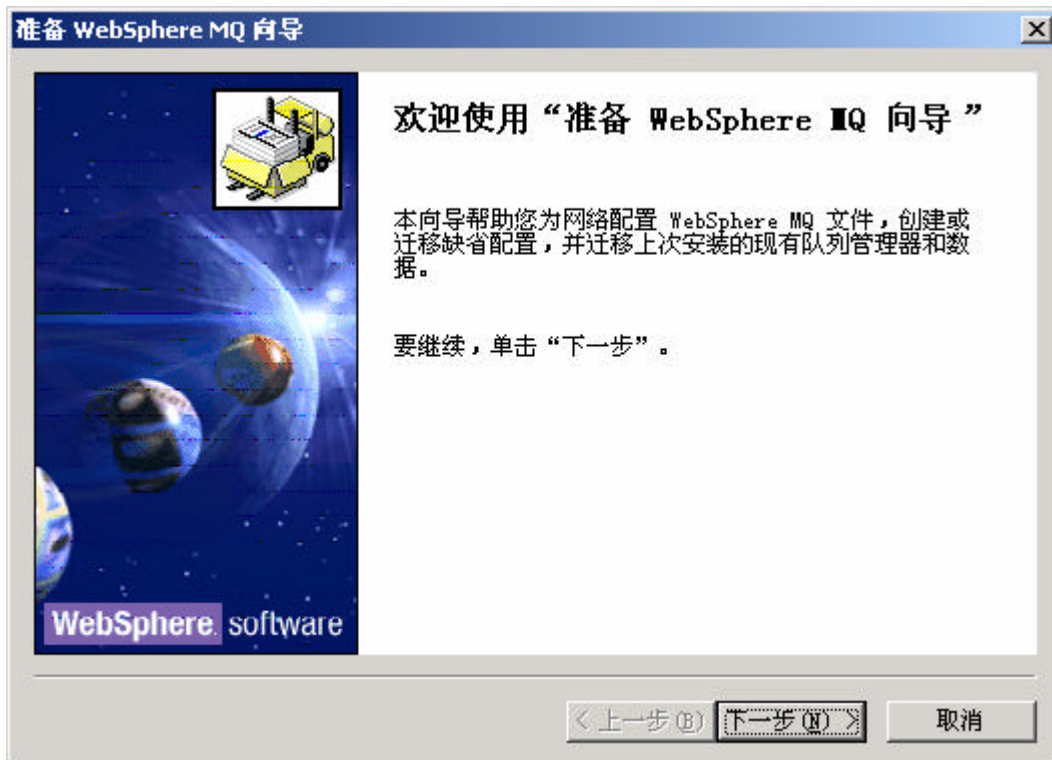 准备 WebSphere MQ 向导
欢迎使用“准备 WebSphere MQ 向导 ”
本向导帮助您为网络配置 WebSphere MQ 文件，创建或
迁移缺省配置，并迁移上次安装的现有队列管理器和数
据。
要继续，单击“下一步”。
WebSphere. software
< 上一步(B)
下一步(N) >
取消